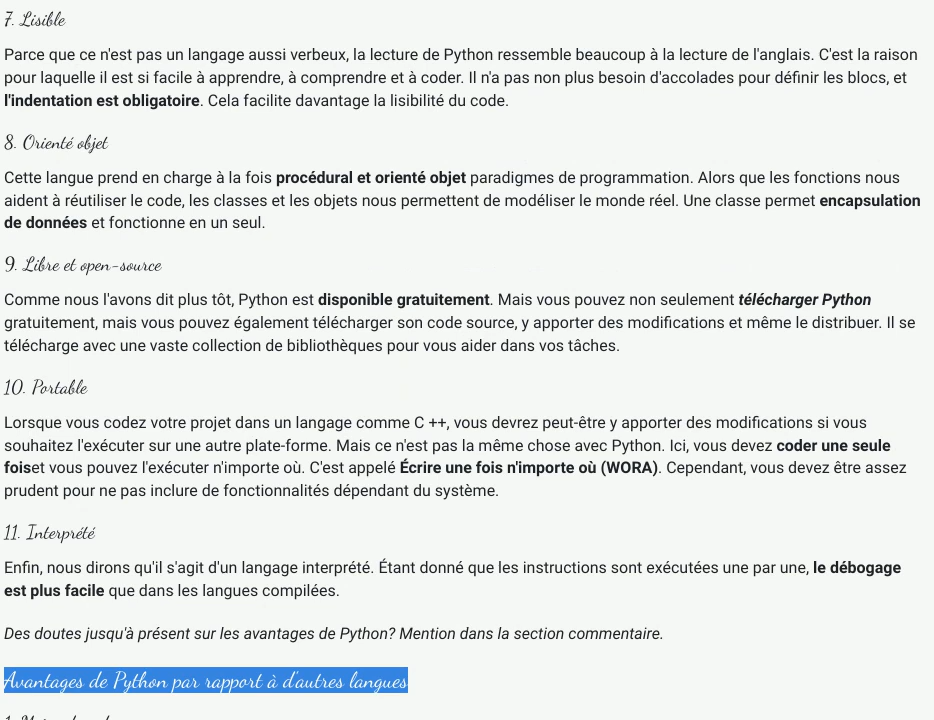 7. Lisible
Parce que ce n'est pas un langage aussi verbeux, la lecture de Python ressemble beaucoup à la lecture de l'anglais. C'est la raison
pour laquelle il est si facile à apprendre, à comprendre et à coder. Il n'a pas non plus besoin d'accolades pour définir les blocs, et
l'indentation est obligatoire. Cela facilite davantage la lisibilité du code.
8. Orienté objet
Cette langue prend en charge à la fois procédural et orienté objet paradigmes de programmation. Alors que les fonctions nous
aident à réutiliser le code, les classes et les objets nous permettent de modéliser le monde réel. Une classe permet encapsulation
de données et fonctionne en un seul.
9. Libre et open-source
Comme nous l'avons dit plus tôt, Python est disponible gratuitement. Mais vous pouvez non seulement télécharger Python
gratuitement, mais vous pouvez également télécharger son code source, y apporter des modifications et même le distribuer. Il se
télécharge avec une vaste collection de bibliothèques pour vous aider dans vos tâches.
10. Portable
Lorsque vous codez votre projet dans un langage comme C ++, vous devrez peut-être y apporter des modifications si vous
souhaitez l'exécuter sur une autre plate-forme. Mais ce n'est pas la même chose avec Python. Ici, vous devez coder une seule
foiset vous pouvez l'exécuter n'importe où. C'est appelé Écrire une fois n'importe où (WORA). Cependant, vous devez être assez
prudent pour ne pas inclure de fonctionnalités dépendant du système.
11. Interprété
Enfin, nous dirons qu'il s'agit d'un langage interprété. Étant donné que les instructions sont exécutées une par une, le débogage
est plus facile que dans les langues compilées.
Des doutes jusqu'à présent sur les avantages de Python? Mention dans la section commentaire.
Avantages de Python par rapport à d'autres langues